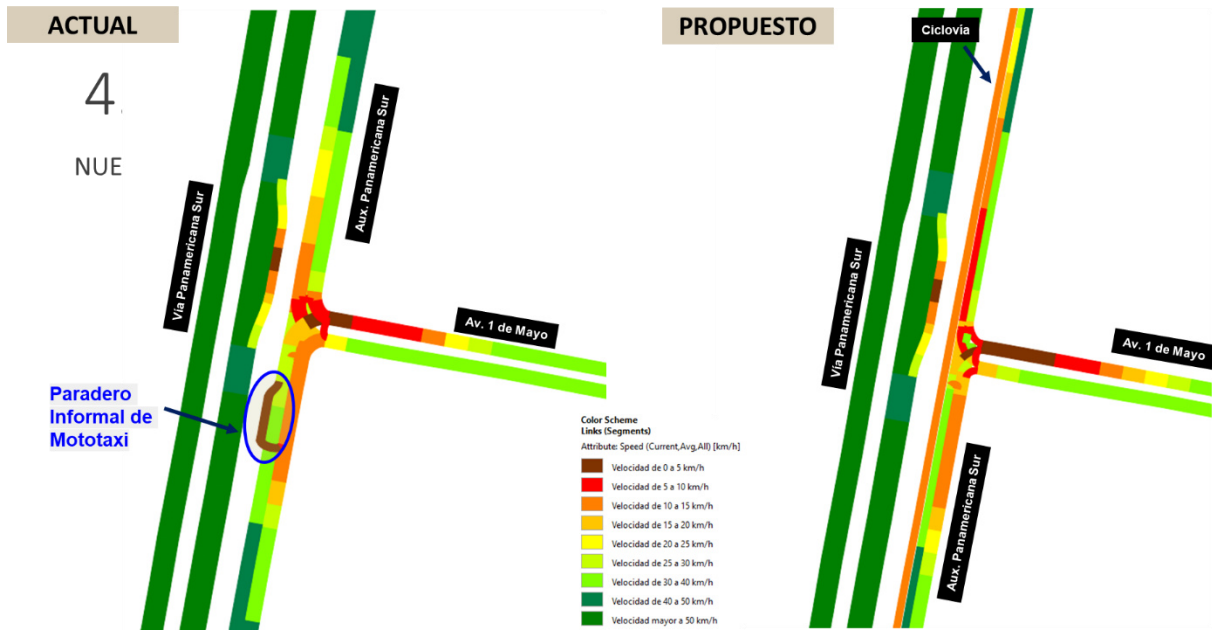 ACTUAL
4.
NUE
Vía Panamericana Sur
Aux. Panamericana Sur
Av. 1 de Mayo
Paradero
Informal de
Mototaxi
Color Scheme
Links (Segments)
Attribute: Speed (Current,Avg,All) [km/h]
Velocidad de 0 a 5 km/h
Velocidad de 5 a 10 km/h
Velocidad de 10 a 15 km/h
Velocidad de 15 a 20 km/h
Velocidad de 20 a 25 km/h
Velocidad de 25 a 30 km/h
Velocidad de 30 a 40 km/h
Velocidad de 40 a 50 km/h
Velocidad mayor a 50 km/h
PROPUESTO
Ciclovía
Vía Panamericana Sur
Av. 1 de Mayo
Aux. Panamericana Sur